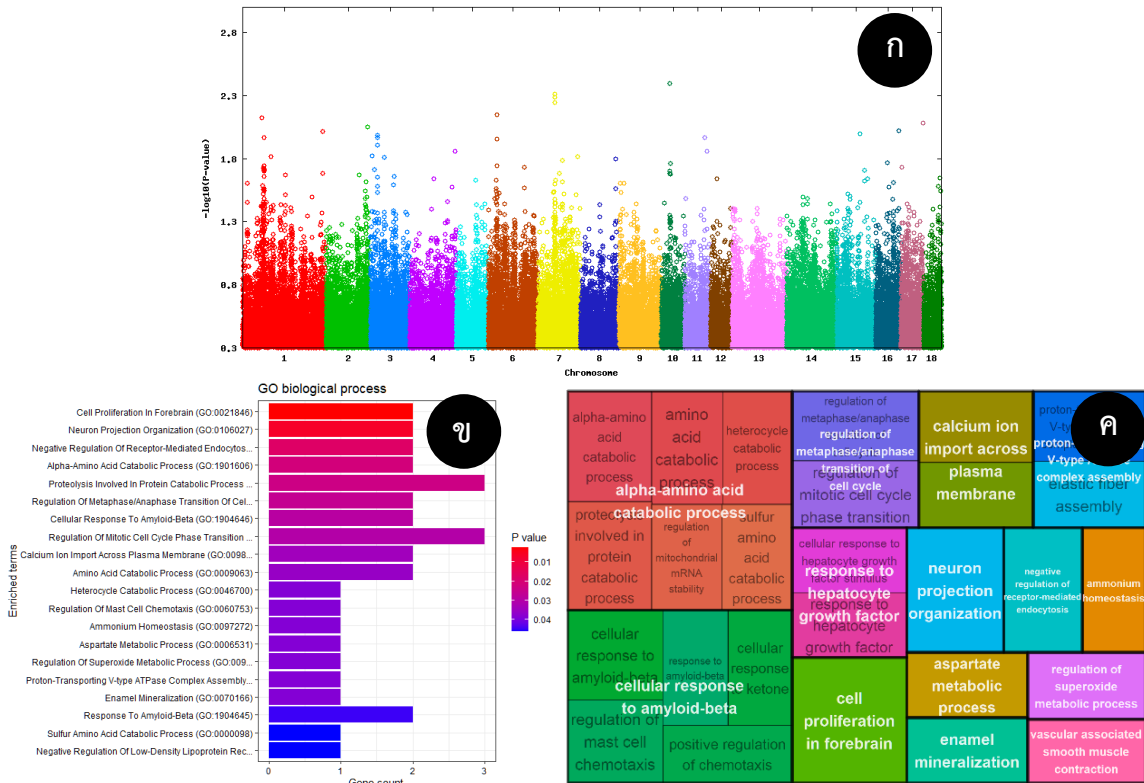 ก
2.8
2.3
1.8
1.3
0.8
0.3
-log10(P-value)
1 2 3 4 5 6 7 8 9 10 11 12 13 14 15 16 17 18
Chromosome
GO biological process
ข
Enriched terms
Cell Proliferation In Forebrain (GO:0021846)
Neuron Projection Organization (GO:0106027)
Negative Regulation Of Receptor-Mediated Endocytos...
Alpha-Amino Acid Catabolic Process (GO:1901606)
Proteolysis Involved In Protein Catabolic Process ...
Regulation Of Metaphase/Anaphase Transition Of Cel...
Cellular Response To Amyloid-Beta (GO:1904646)
Regulation Of Mitotic Cell Cycle Phase Transition ...
Calcium Ion Import Across Plasma Membrane (GO:0098...
Amino Acid Catabolic Process (GO:0009063)
Heterocycle Catabolic Process (GO:0046700)
Regulation Of Mast Cell Chemotaxis (GO:0060753)
Ammonium Homeostasis (GO:0097272)
Aspartate Metabolic Process (GO:0006531)
Regulation Of Superoxide Metabolic Process (GO:009...
Proton-Transporting V-type ATPase Complex Assembly...
Enamel Mineralization (GO:0070166)
Response To Amyloid-Beta (GO:1904645)
Sulfur Amino Acid Catabolic Process (GO:0000098)
Negative Regulation Of Low-Density Lipoprotein Rec...
0 1 2 3
Gene count
P value
0.01
0.02
0.03
0.04
ค
alpha-amino
acid
catabolic
process
amino
acid
catabolic
process
heterocycle
catabolic
process
alpha-amino acid
catabolic process
proteolysis
involved in
protein
catabolic
process
regulation
of
mitochondrial
mRNA
stability
sulfur
amino
acid
catabolic
process
cellular
response to
amyloid-beta
response to
amyloid-beta
cellular
response
to ketone
cellular response
to amyloid-beta
regulation of
mast cell
chemotaxis
positive regulation
of chemotaxis
regulation of
metaphase/anaphase
regulation of
metaphase/anaphase
transition of
cell cycle
regulation of
mitotic cell cycle
phase transition
calcium ion
import across
plasma
membrane
complex assembly
elastic fiber
assembly
cellular response to
hepatocyte growth
factor stimulus
response to
hepatocyte
growth factor
response to
hepatocyte
growth factor
neuron
projection
organization
negative
regulation of
receptor-mediated
endocytosis
ammonium
homeostasis
cell
proliferation
in forebrain
aspartate
metabolic
process
regulation of
superoxide
metabolic process
enamel
mineralization
vascular associated
smooth muscle
contraction